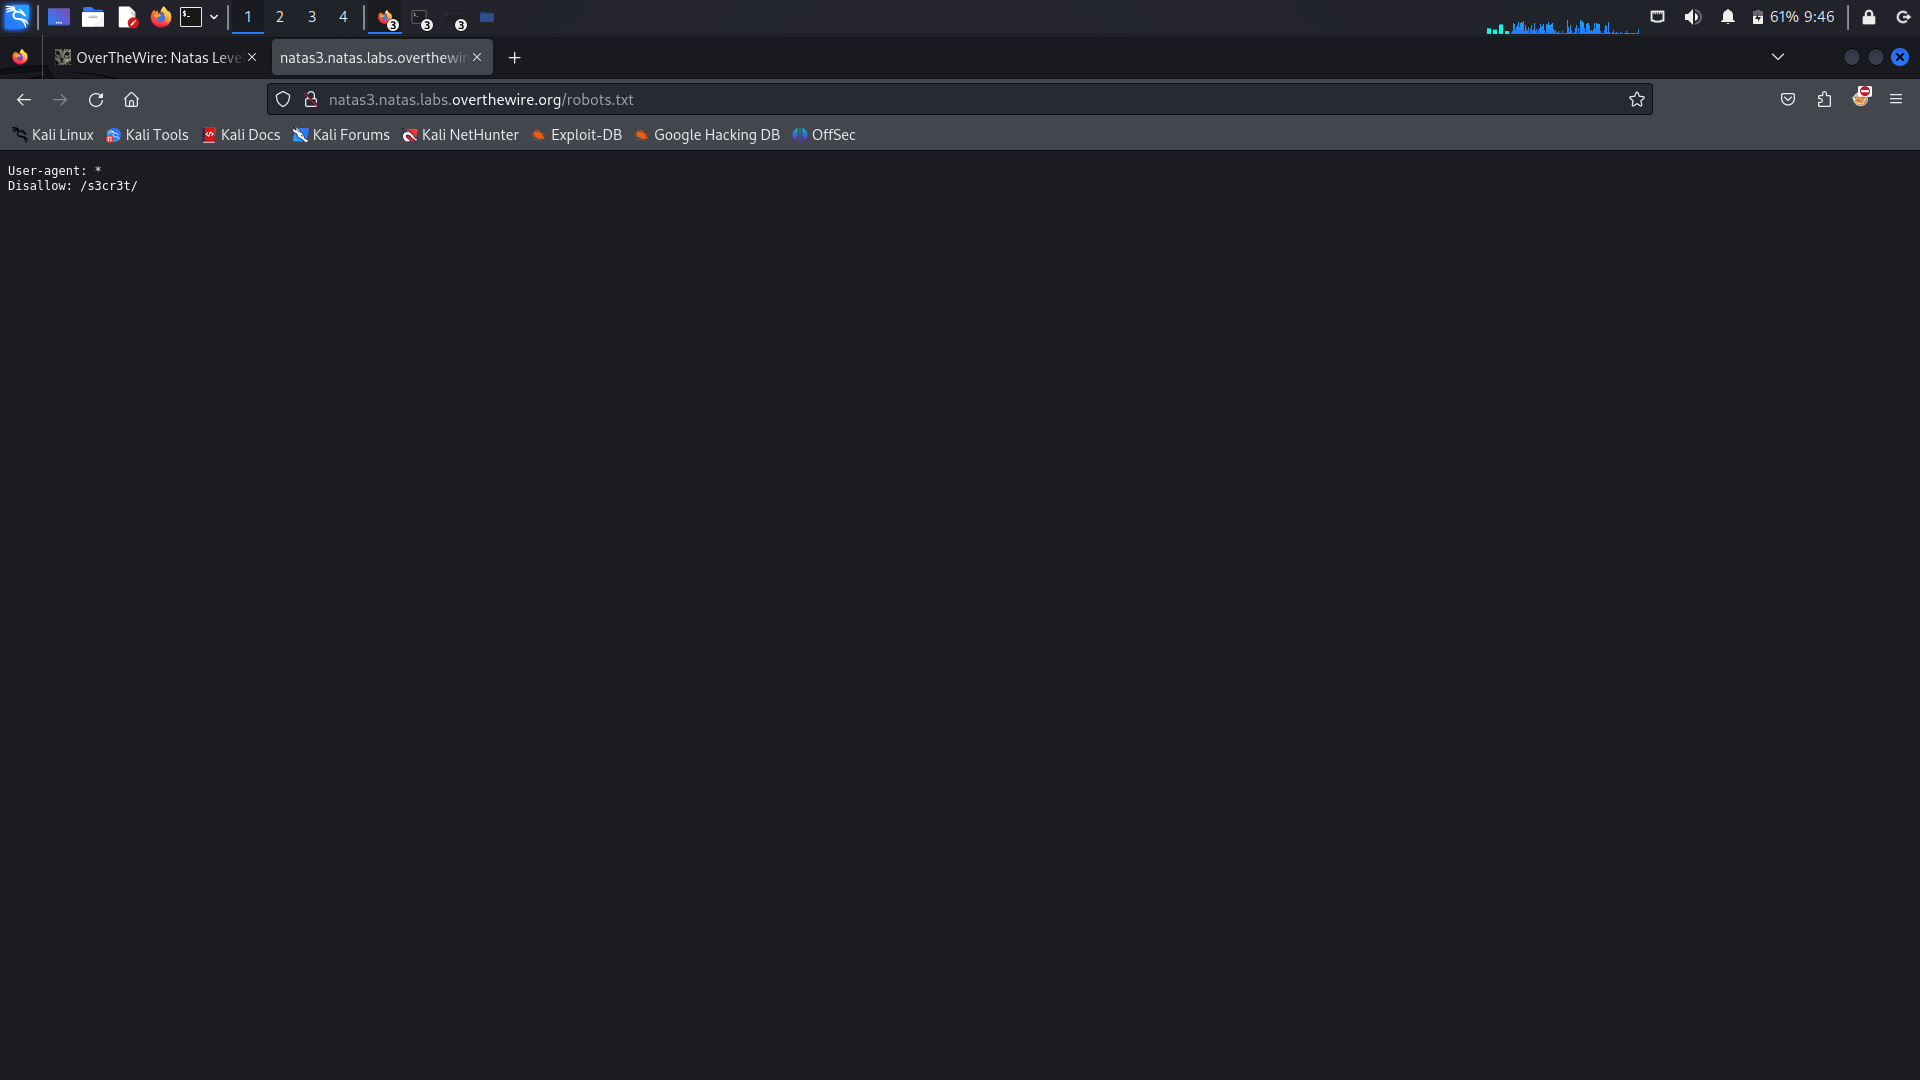 1 2 3 4 3 3 3 61% 9:46
OverTheWire: Natas Leve natas3.natas.labs.overthewir
natas3.natas.labs.overthewire.org/robots.txt
Kali Linux Kali Tools Kali Docs Kali Forums Kali NetHunter Exploit-DB Google Hacking DB OffSec
User-agent: *
Disallow: /s3cr3t/